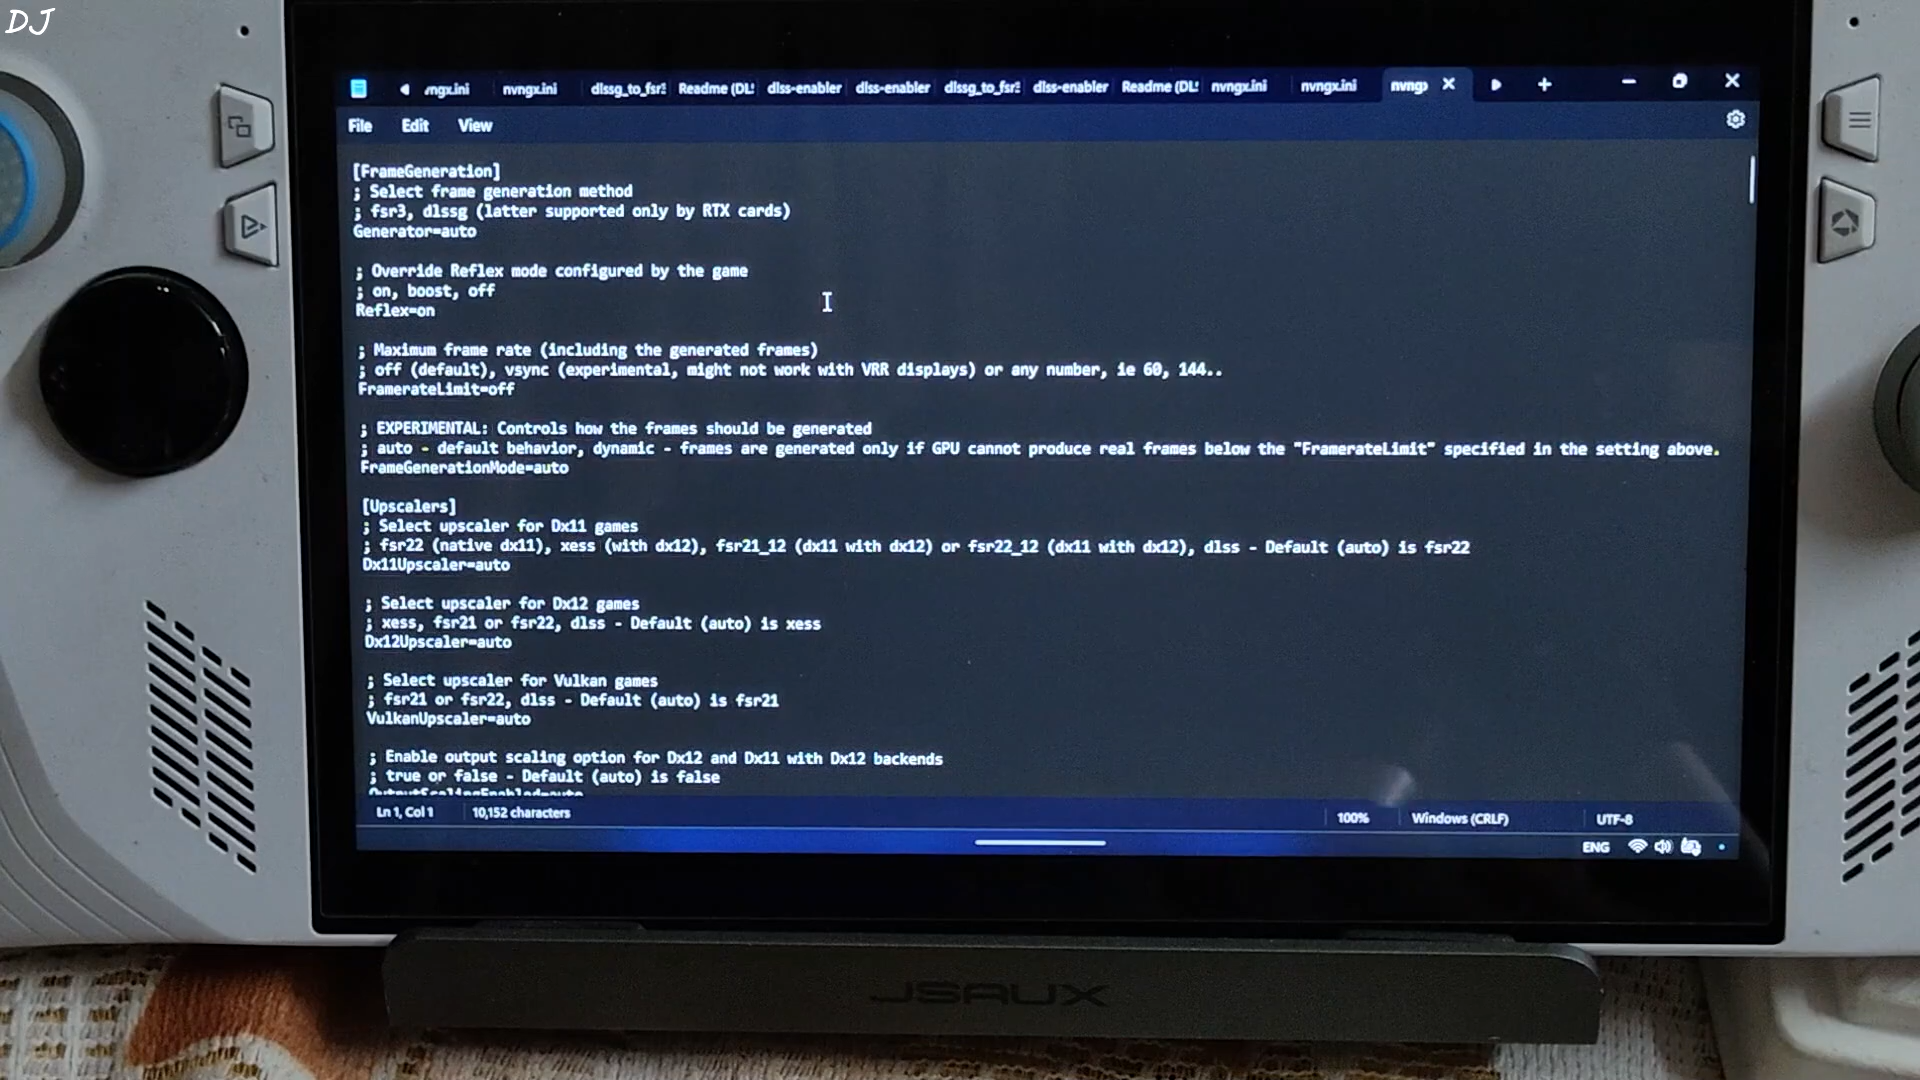 DJ
ngx.ini nvngx.ini dlssg_to_fsr Readme (DL dlss-enabler dlss-enabler dlssg_to_fsr dlss-enabler Readme (DL nvngx.ini nvngx.ini nvngx
File Edit View
[FrameGeneration]
; Select frame generation method
; fsr3, dlssg (latter supported only by RTX cards)
Generator=auto
; Override Reflex mode configured by the game
; on, boost, off
Reflex=on
; Maximum frame rate (including the generated frames)
; off (default), vsync (experimental, might not work with VRR displays) or any number, ie 60, 144..
FramerateLimit=off
; EXPERIMENTAL: Controls how the frames should be generated
; auto - default behavior, dynamic - frames are generated only if GPU cannot produce real frames below the "FramerateLimit" specified in the setting above.
FrameGenerationMode=auto
[Upscalers]
; Select upscaler for Dx11 games
; fsr22 (native dx11), xess (with dx12), fsr21_12 (dx11 with dx12) or fsr22_12 (dx11 with dx12), dlss - Default (auto) is fsr22
Dx11Upscaler=auto
; Select upscaler for Dx12 games
; xess, fsr21 or fsr22, dlss - Default (auto) is xess
Dx12Upscaler=auto
; Select upscaler for Vulkan games
; fsr21 or fsr22, dlss - Default (auto) is fsr21
VulkanUpscaler=auto
; Enable output scaling option for Dx12 and Dx11 with Dx12 backends
; true or false - Default (auto) is false
OutputScalingEnabled=auto
Ln 1, Col 1 10,152 characters 100% Windows (CRLF) UTF-8
ENG
JSAUX